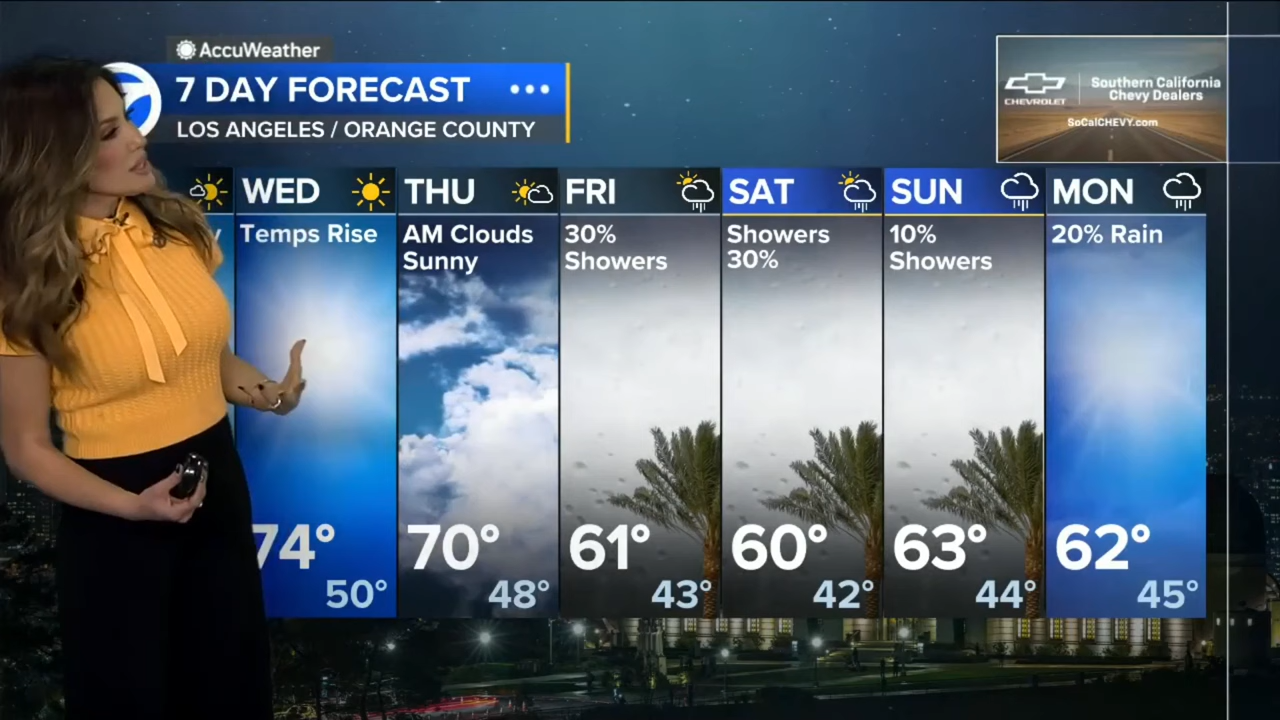 AccuWeather
7 DAY FORECAST
LOS ANGELES / ORANGE COUNTY
CHEVROLET
Southern California
Chevy Dealers
SoCalCHEVY.com
WED
Temps Rise
74°
50°
THU
AM Clouds
Sunny
70°
48°
FRI
30%
Showers
61°
43°
SAT
Showers
30%
60°
42°
SUN
10%
Showers
63°
44°
MON
20% Rain
62°
45°